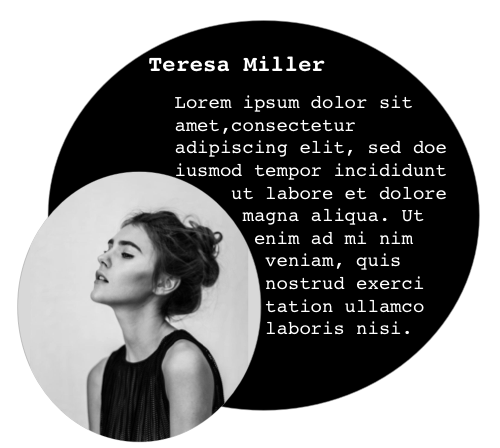 Teresa Miller
Lorem ipsum dolor sit
amet,consectetur
adipiscing elit, sed doe
iusmod tempor incididunt
ut labore et dolore
magna aliqua. Ut
enim ad mi nim
veniam, quis
nostrud exerci
tation ullamco
laboris nisi.